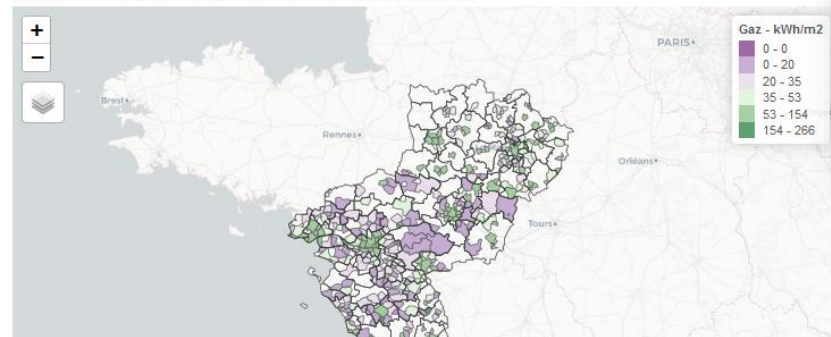 +
−
Gaz - kWh/m2
0 - 0
0 - 20
20 - 35
35 - 53
53 - 154
154 - 266
PARIS
Brest
Rennes
Orléans
Tours